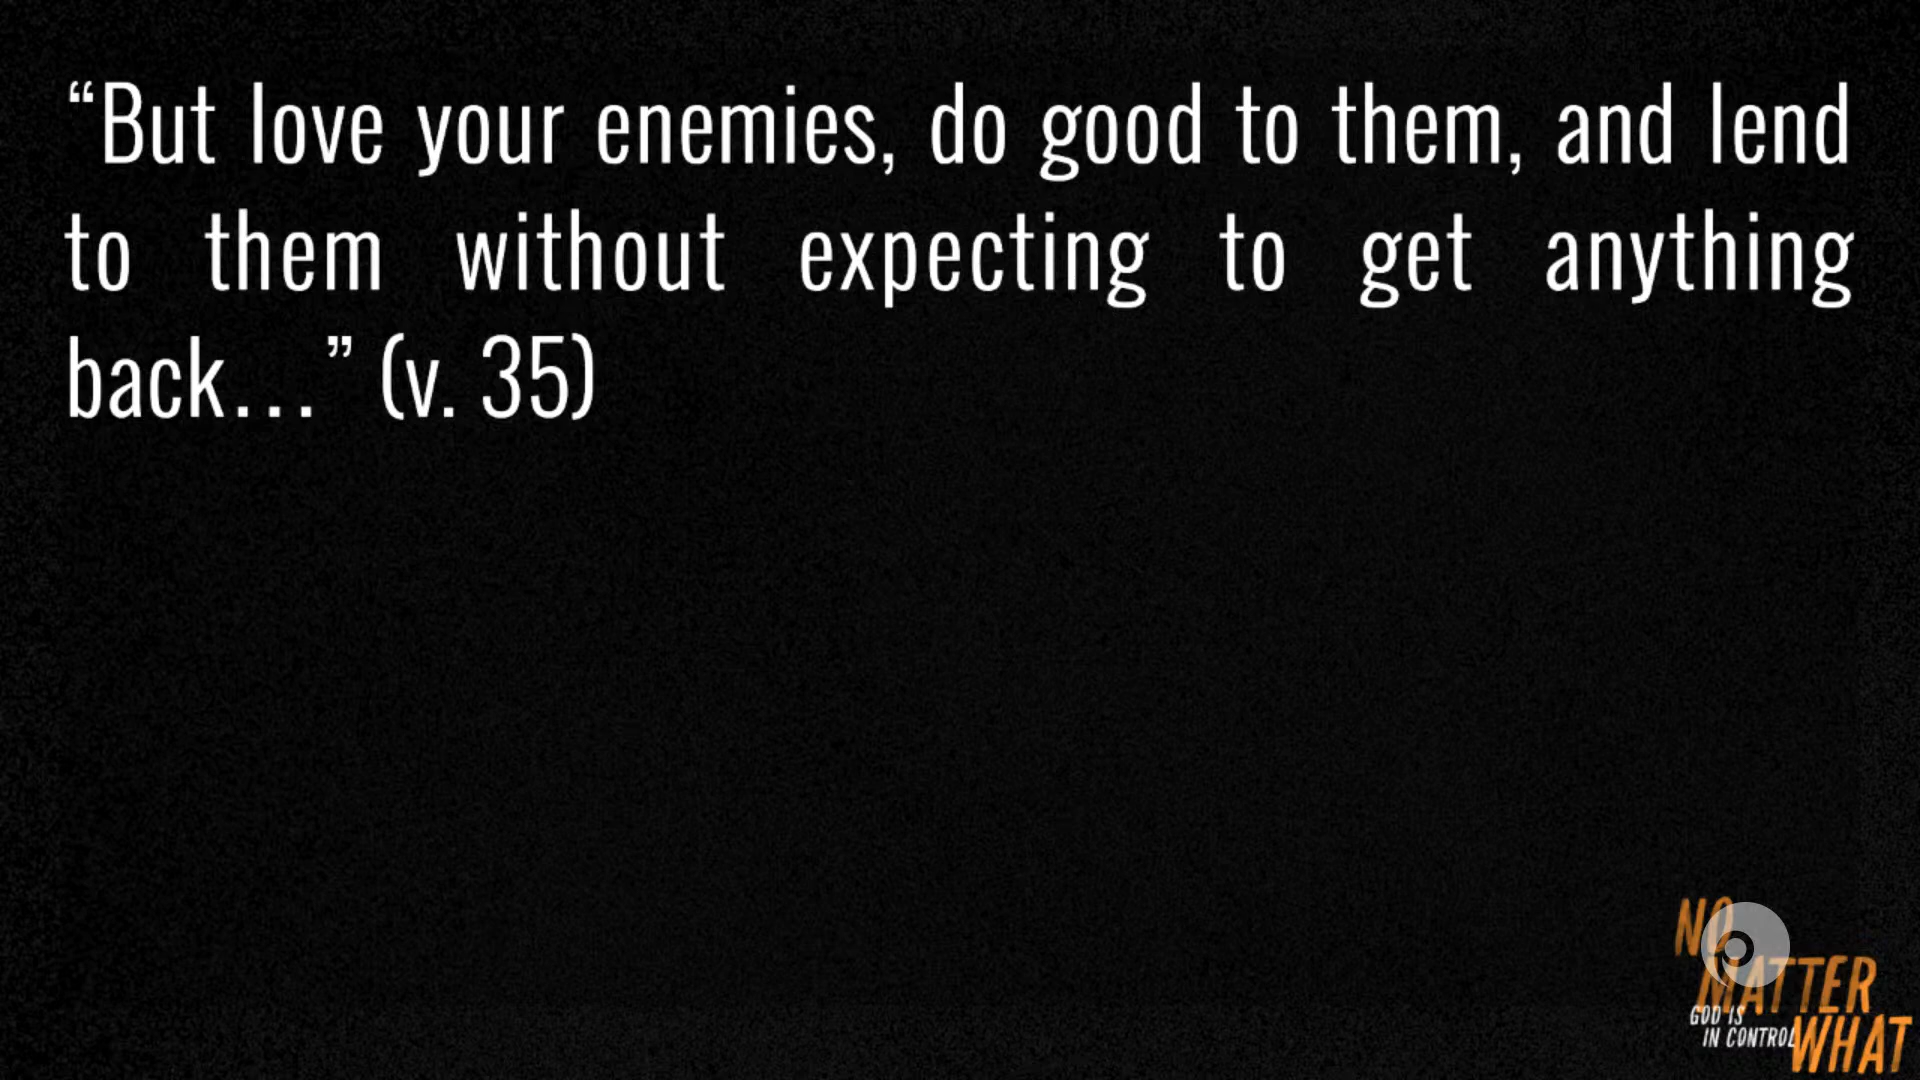 “But love your enemies, do good to them, and lend
to them without expecting to get anything
back…” (v. 35)
NO
MATTER
GOD IS
IN CONTROL
WHAT